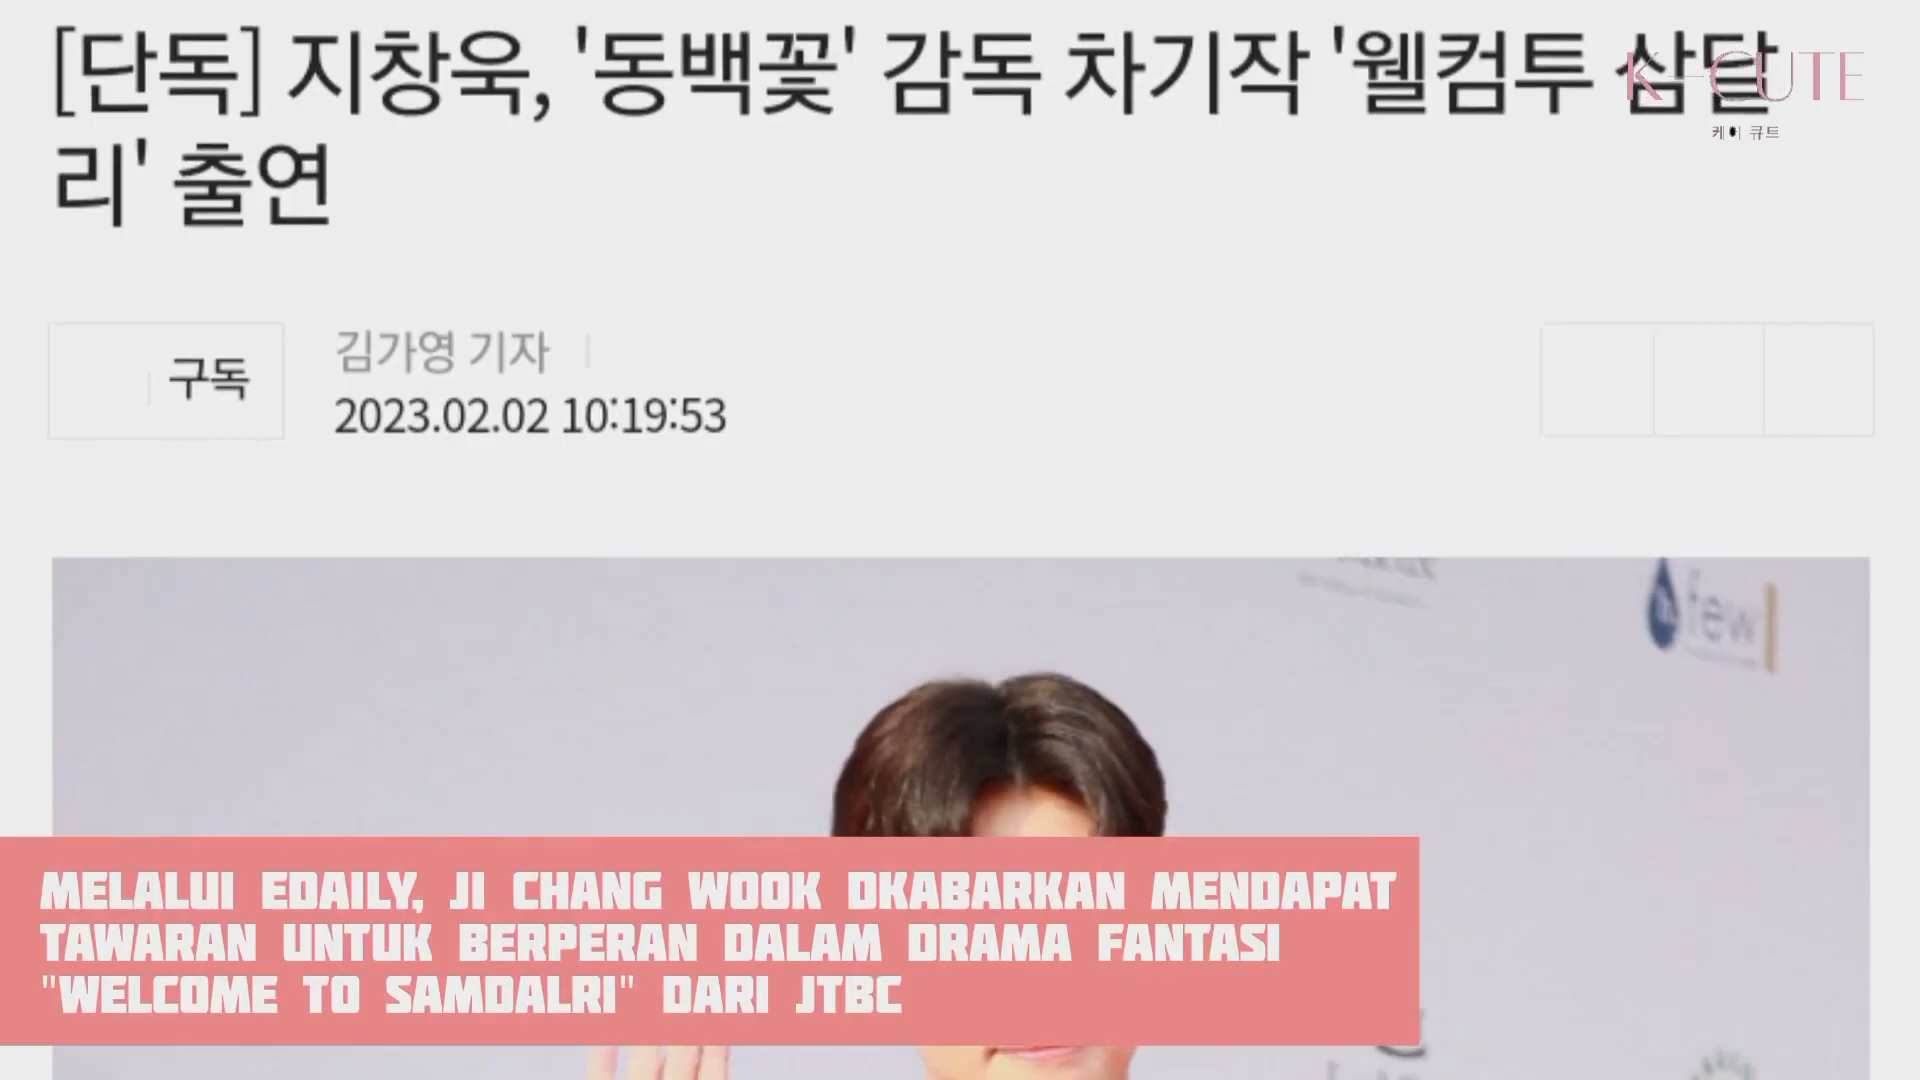 [단독] 지창욱, '동백꽃' 감독 차기작 '웰컴투 삼달
리' 출연
K-CUTE
케이 큐트
김가영 기자
구독
2023.02.02 10:19:53
few
MELALUI EDAILY, JI CHANG WOOK DKABARKAN MENDAPAT
TAWARAN UNTUK BERPERAN DALAM DRAMA FANTASI
"WELCOME TO SAMDALRI" DARI JTBC